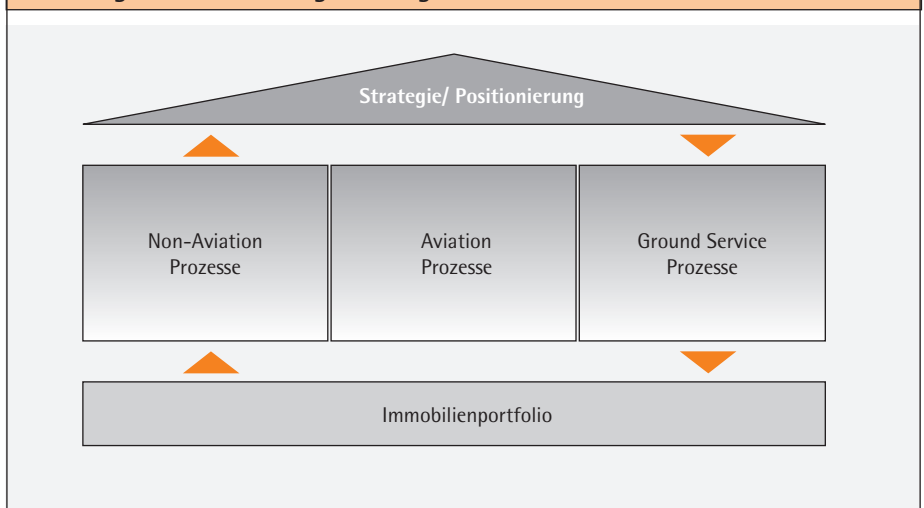 Strategie/ Positionierung
Non-Aviation
Prozesse
Aviation
Prozesse
Ground Service
Prozesse
Immobilienportfolio